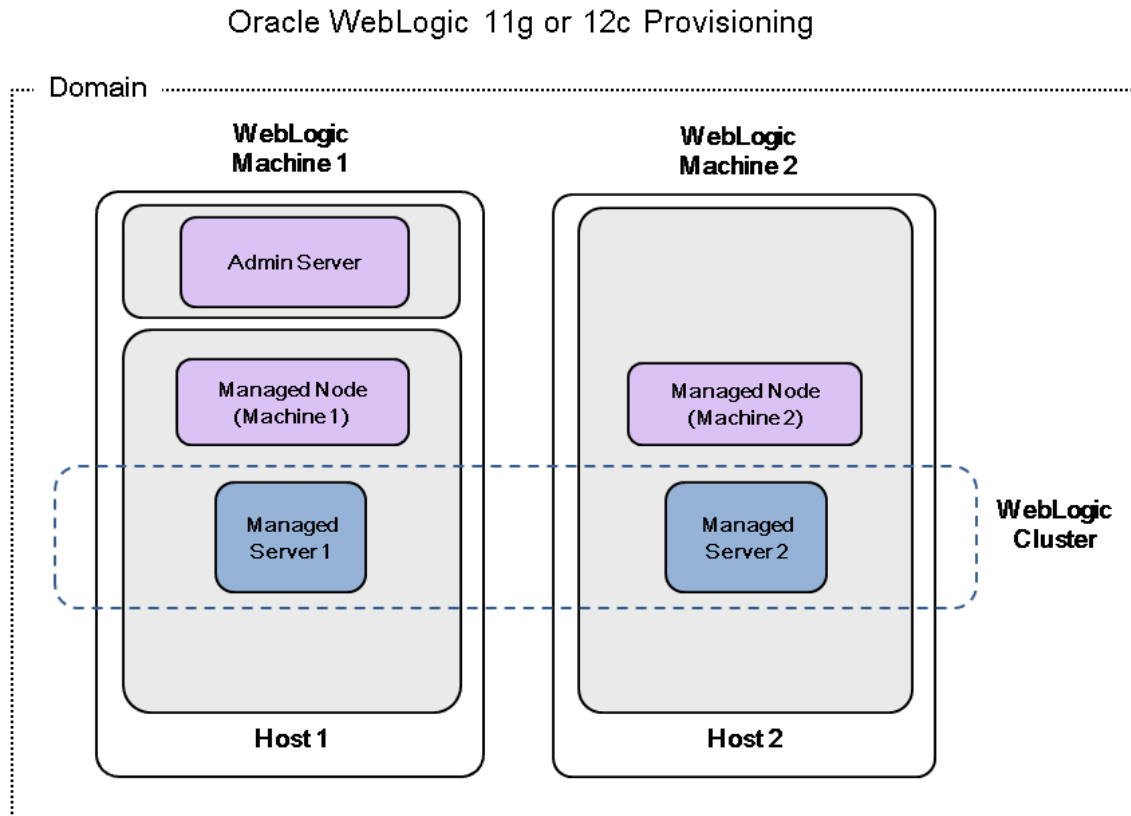 Oracle WebLogic 11g or 12c Provisioning
Domain
WebLogic
Machine 1
WebLogic
Machine 2
Admin Server
Managed Node
(Machine 1)
Managed Node
(Machine 2)
Managed
Server 1
Managed
Server 2
WebLogic
Cluster
Host 1
Host 2